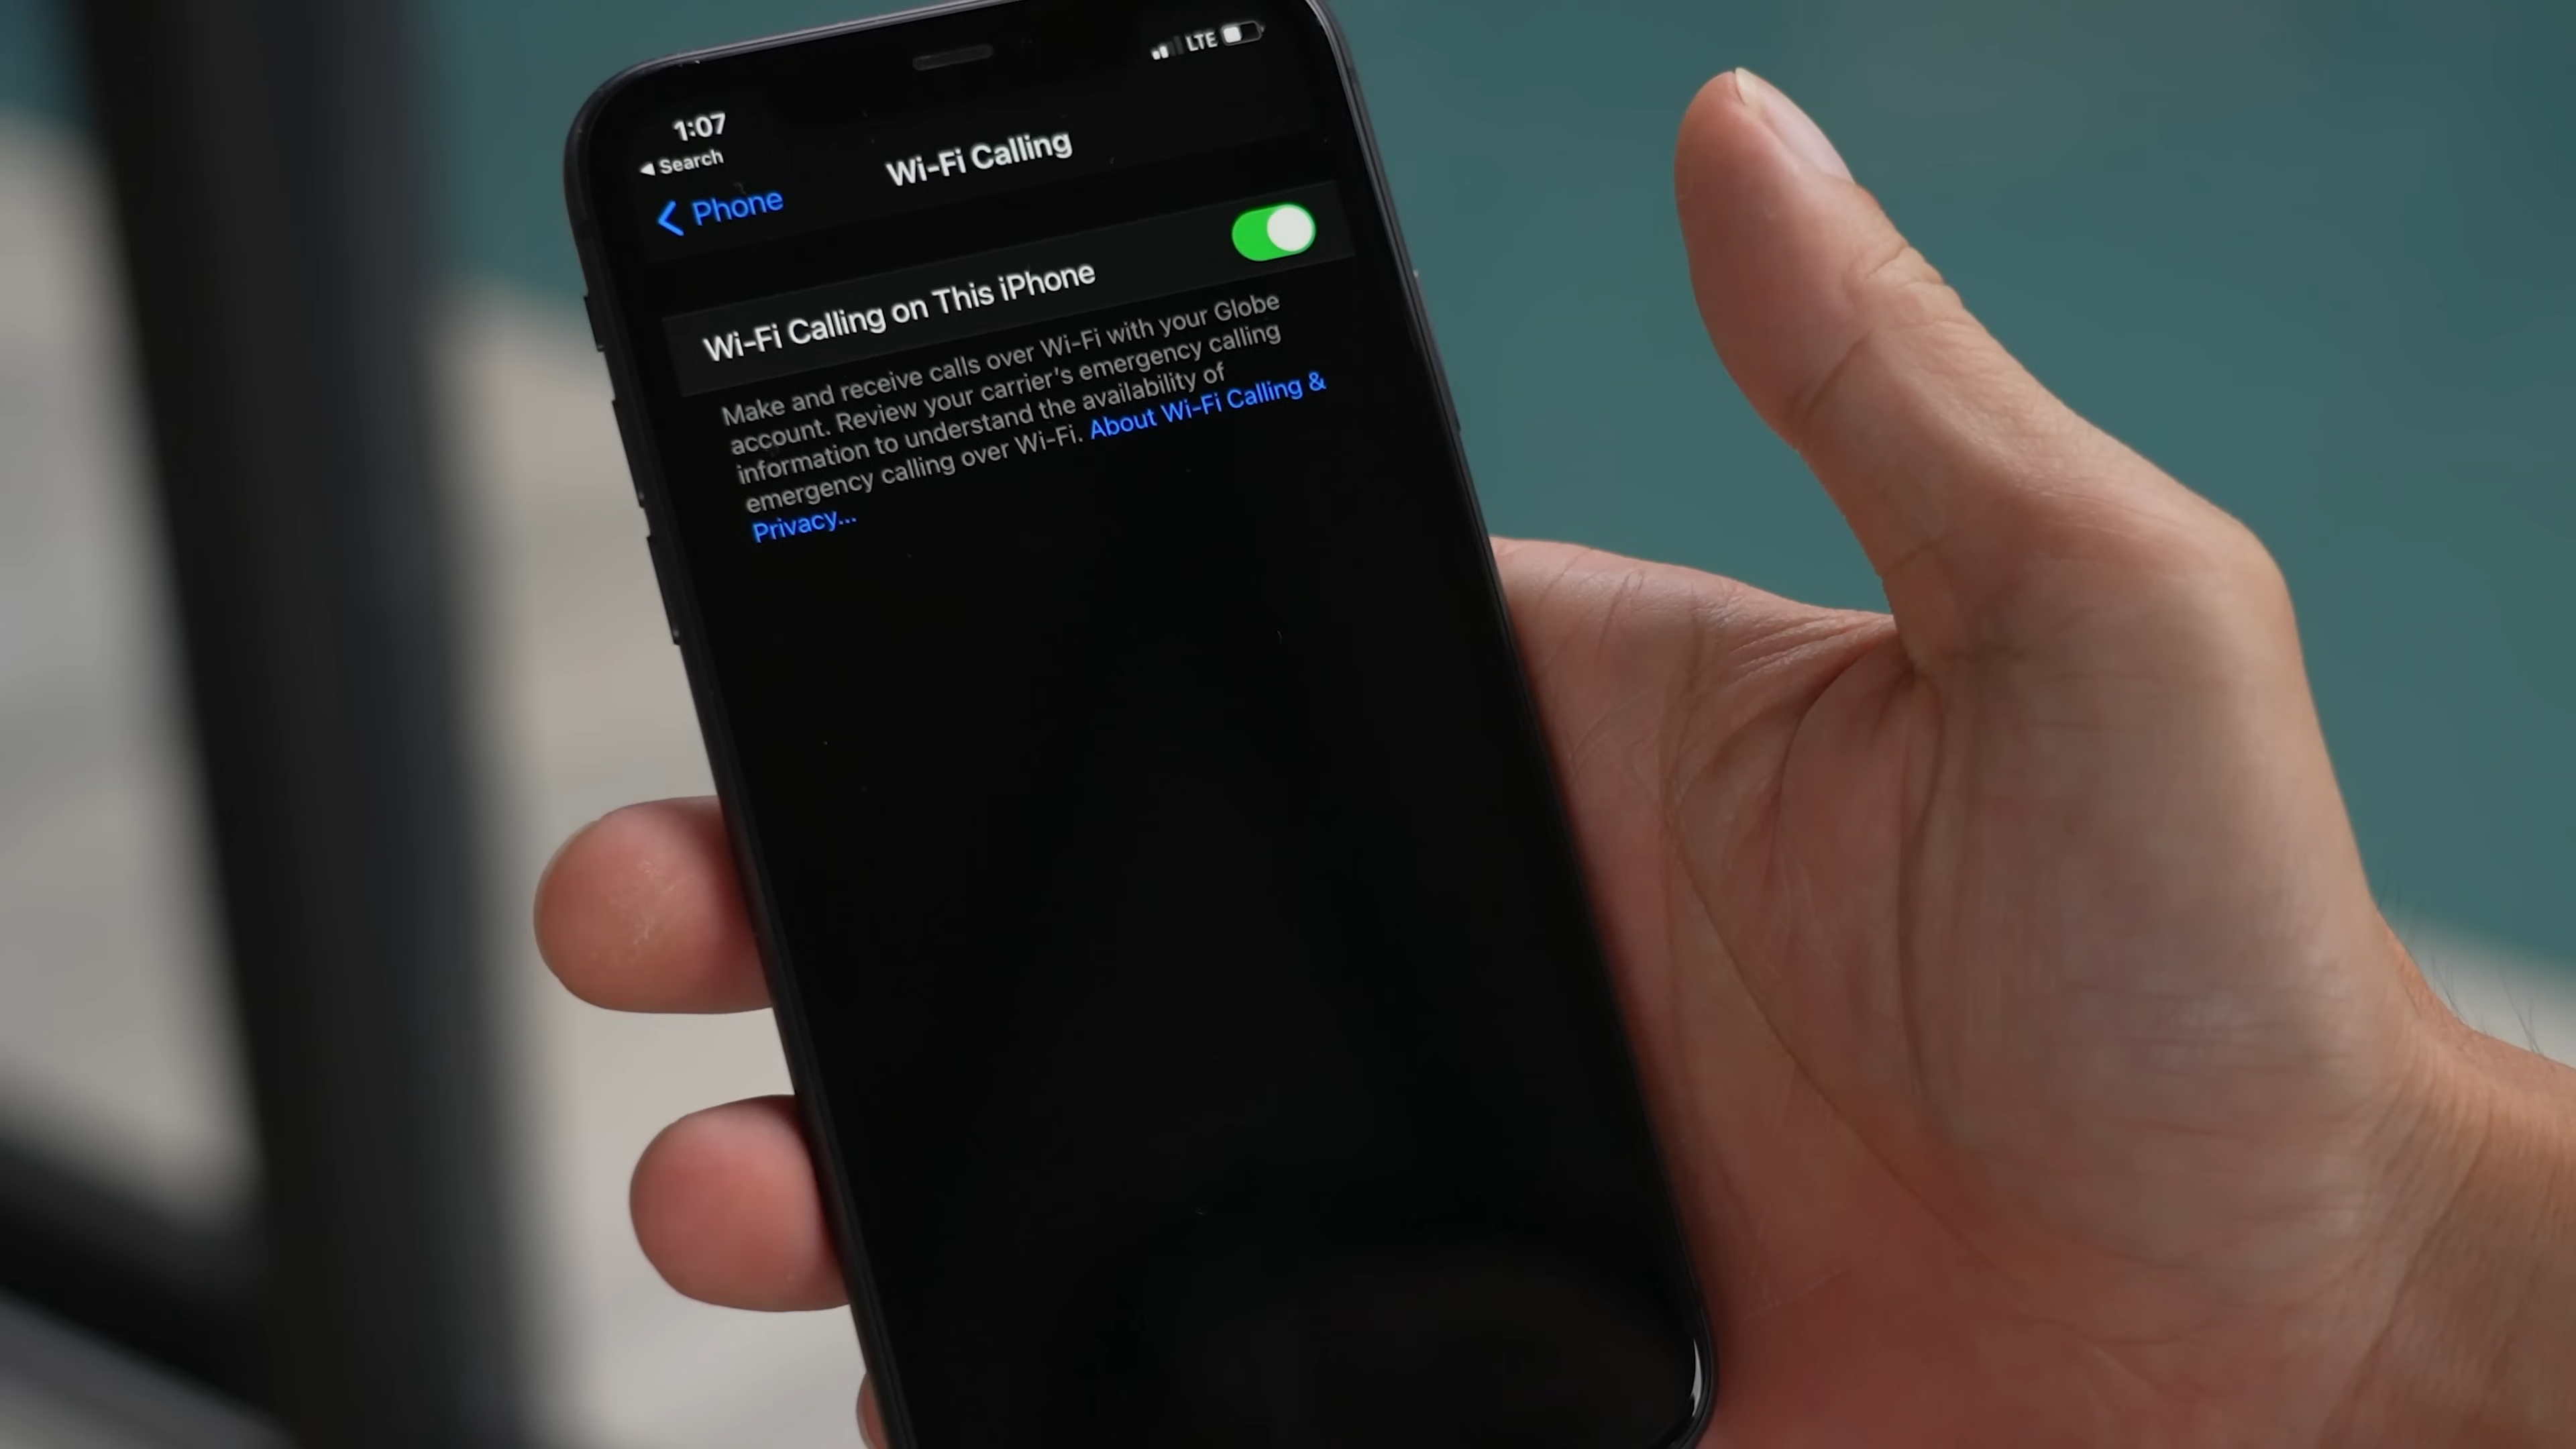 LTE
1:07
Search
Phone
Wi-Fi Calling
Wi-Fi Calling on This iPhone
Make and receive calls over Wi-Fi with your Globe
account. Review your carrier's emergency calling
information to understand the availability of
emergency calling over Wi-Fi. About Wi-Fi Calling &
Privacy...